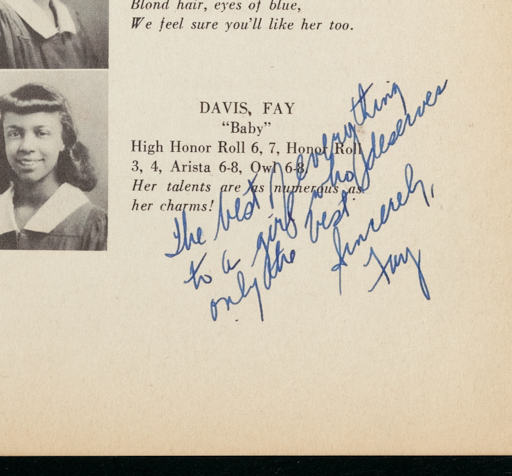 Blond hair, eyes of blue,
We feel sure you'll like her too.
DAVIS, FAY
"Baby"
High Honor Roll 6, 7, Honor Roll
3, 4, Arista 6-8, Owl 6-8
Her talents are as numerous as
her charms!
The best of everything
to a girl who deserves
only the best.
Sincerely,
Fay